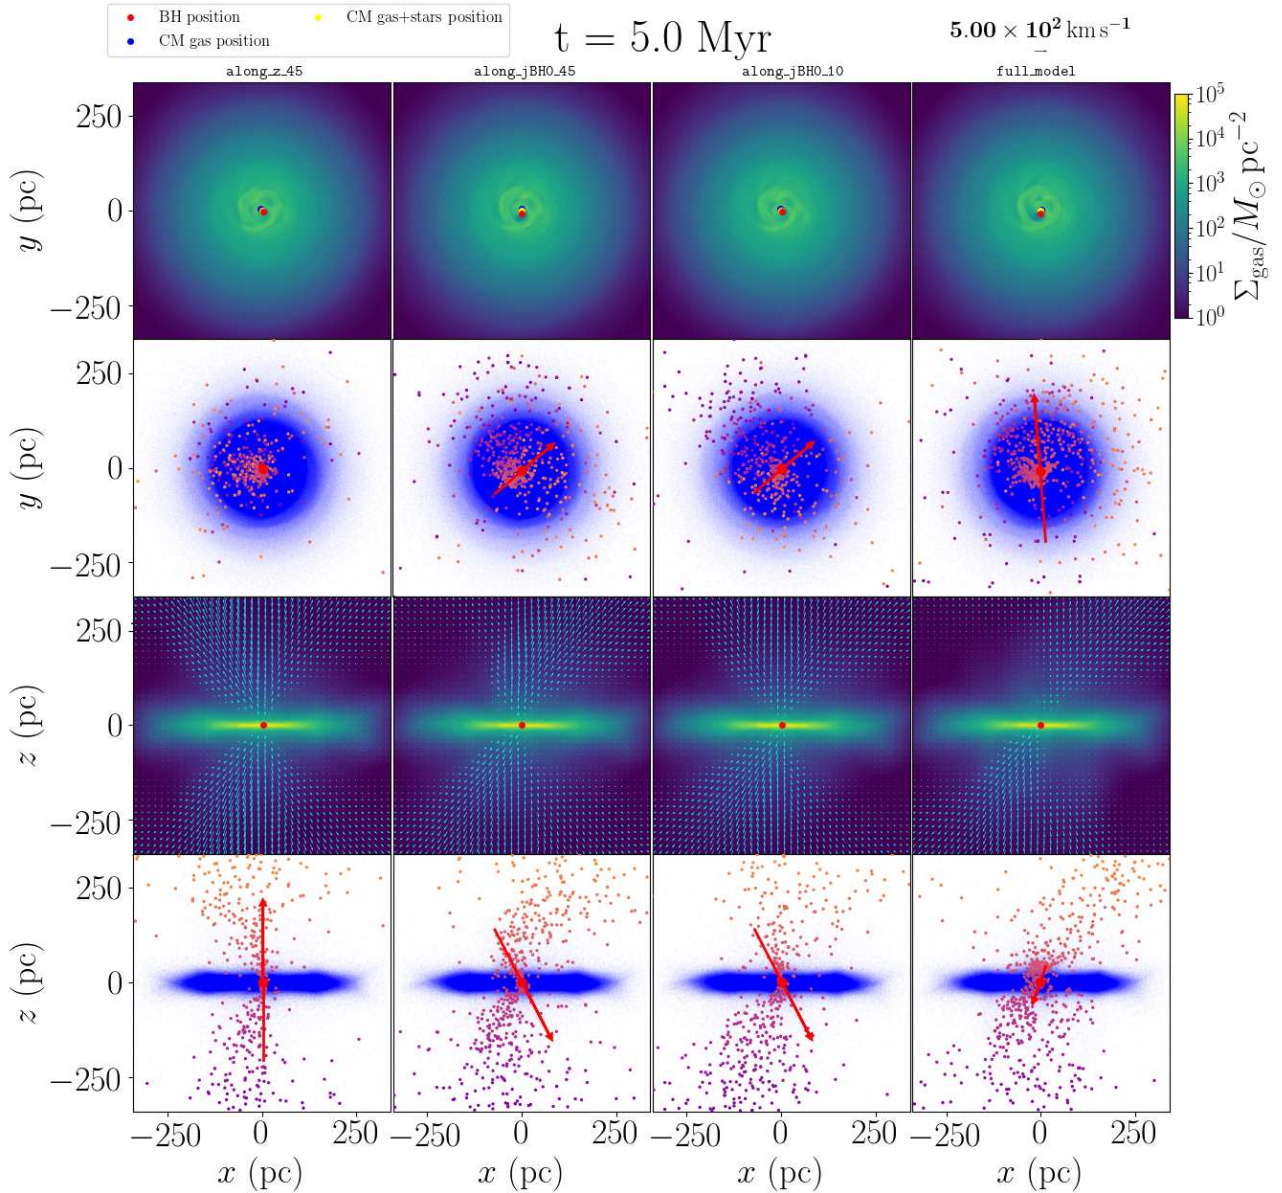 BH position
CM gas+stars position
CM gas position
t = 5.0 Myr
5.00 × 10² km s⁻¹
along_z_45
along_jBH0_45
along_jBH0_10
full_model
250
0
−250
y (pc)
10⁵
10⁴
10³
10²
10¹
10⁰
Σgas/M⊙ pc⁻²
250
0
−250
y (pc)
250
0
−250
z (pc)
250
0
−250
z (pc)
−250 0 250
−250 0 250
−250 0 250
−250 0 250
x (pc)
x (pc)
x (pc)
x (pc)